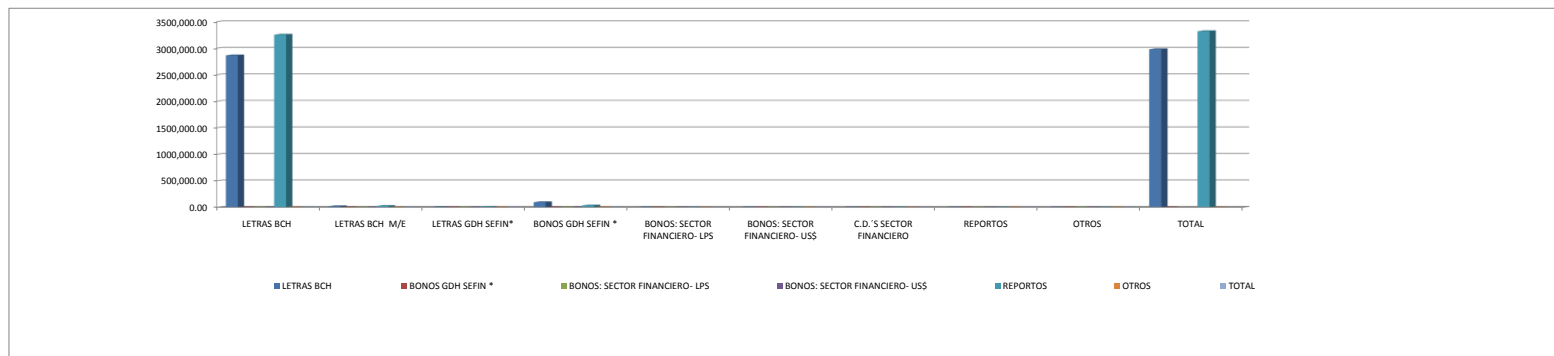 3500,000.00
3000,000.00
2500,000.00
2000,000.00
1500,000.00
1000,000.00
500,000.00
0.00
LETRAS BCH
LETRAS BCH M/E
LETRAS GDH SEFIN*
BONOS GDH SEFIN *
BONOS: SECTOR
FINANCIERO- LPS
BONOS: SECTOR
FINANCIERO- US$
C.D.´S SECTOR
FINANCIERO
REPORTOS
OTROS
TOTAL
LETRAS BCH
BONOS GDH SEFIN *
BONOS: SECTOR FINANCIERO- LPS
BONOS: SECTOR FINANCIERO- US$
REPORTOS
OTROS
TOTAL